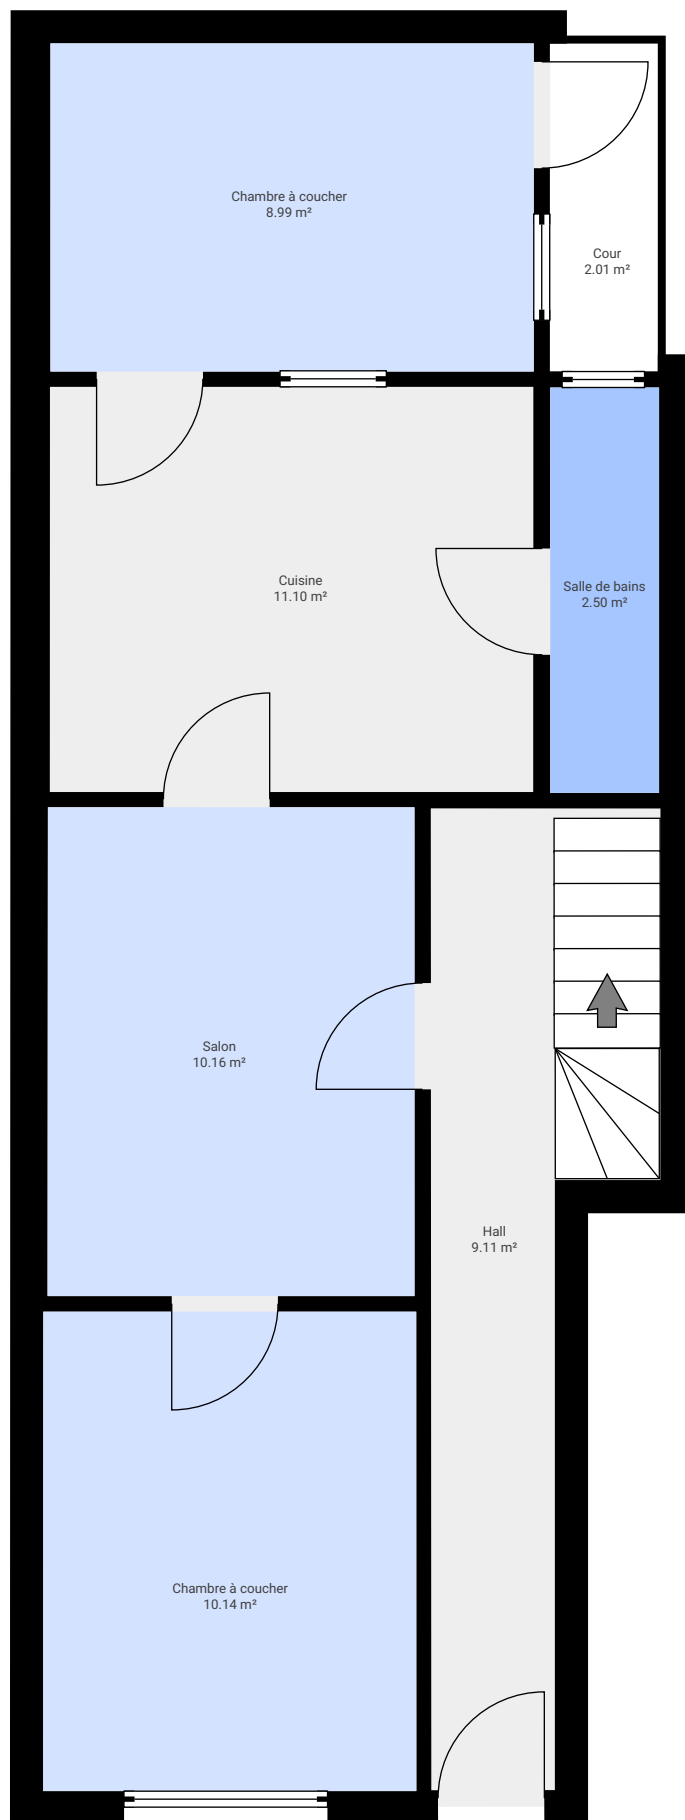 Chambre à coucher
8.99 m²
Cour
2.01 m²
Cuisine
11.10 m²
Salle de bains
2.50 m²
Salon
10.16 m²
Hall
9.11 m²
Chambre à coucher
10.14 m²